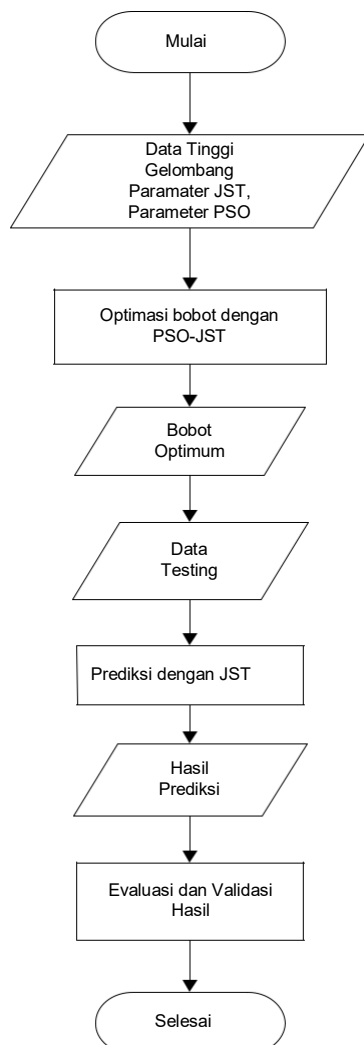 Mulai
Data Tinggi
Gelombang
Paramater JST,
Parameter PSO
Optimasi bobot dengan
PSO-JST
Bobot
Optimum
Data
Testing
Prediksi dengan JST
Hasil
Prediksi
Evaluasi dan Validasi
Hasil
Selesai